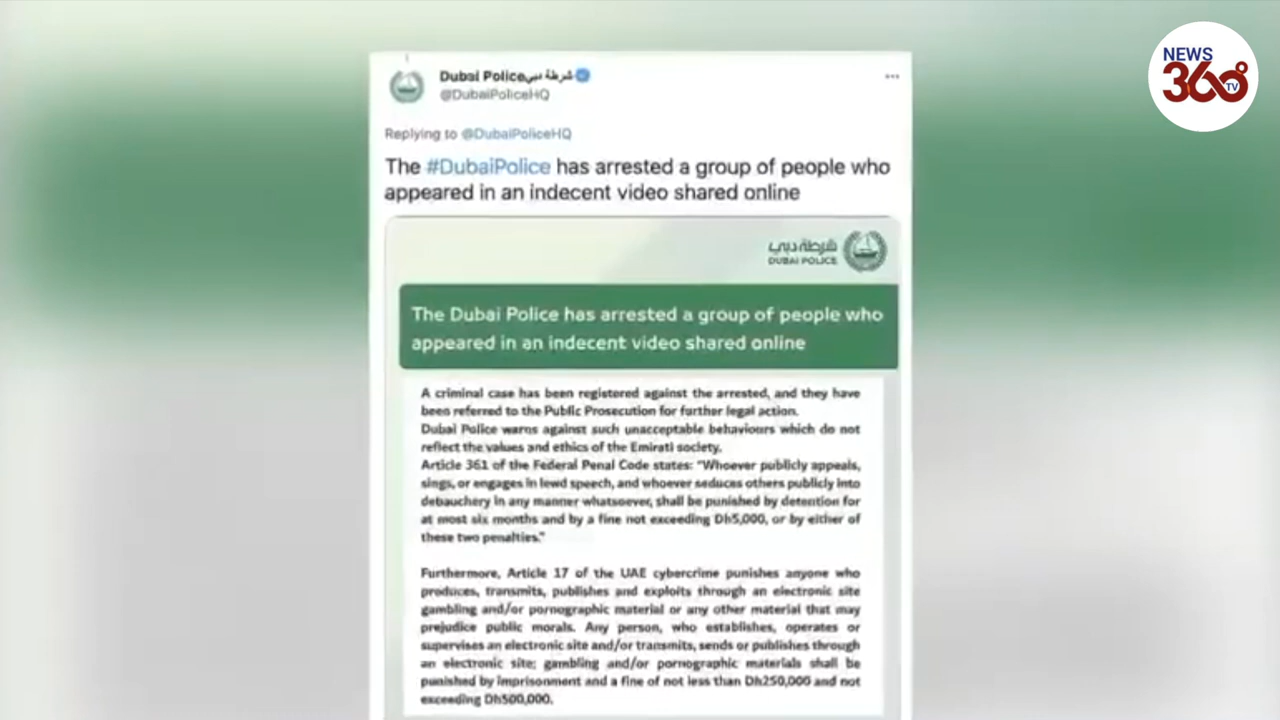 NEWS
360°
TV
Dubai Police شرطة دبي
@DubaiPoliceHQ
Replying to @DubaiPoliceHQ
The #DubaiPolice has arrested a group of people who
appeared in an indecent video shared online
شرطة دبي
DUBAI POLICE
The Dubai Police has arrested a group of people who
appeared in an indecent video shared online
A criminal case has been registered against the arrested, and they have
been referred to the Public Prosecution for further legal action.
Dubai Police warns against such unacceptable behaviours which do not
reflect the values and ethics of the Emirati society.
Article 361 of the Federal Penal Code states: "Whoever publicly appeals,
sings, or engages in lewd speech, and whoever seduces others publicly into
debauchery in any manner whatsoever, shall be punished by detention for
at most six months and by a fine not exceeding Dh5,000, or by either of
these two penalties."
Furthermore, Article 17 of the UAE cybercrime punishes anyone who
produces, transmits, publishes and exploits through an electronic site
gambling and/or pornographic material or any other material that may
prejudice public morals. Any person, who establishes, operates or
supervises an electronic site and/or transmits, sends or publishes through
an electronic site; gambling and/or pornographic materials shall be
punished by imprisonment and a fine of not less than Dh250,000 and not
exceeding Dh500,000.